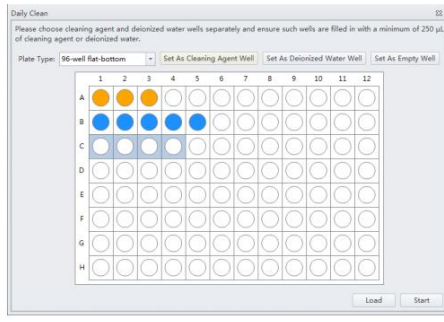 Daily Clean
Please choose cleaning agent and deionized water wells separately and ensure such wells are filled in with a minimum of 250 μL
of cleaning agent or deionized water.
Plate Type: 96-well flat-bottom Set As Cleaning Agent Well Set As Deionized Water Well Set As Empty Well
1 2 3 4 5 6 7 8 9 10 11 12
A
B
C
D
E
F
G
H
Load Start